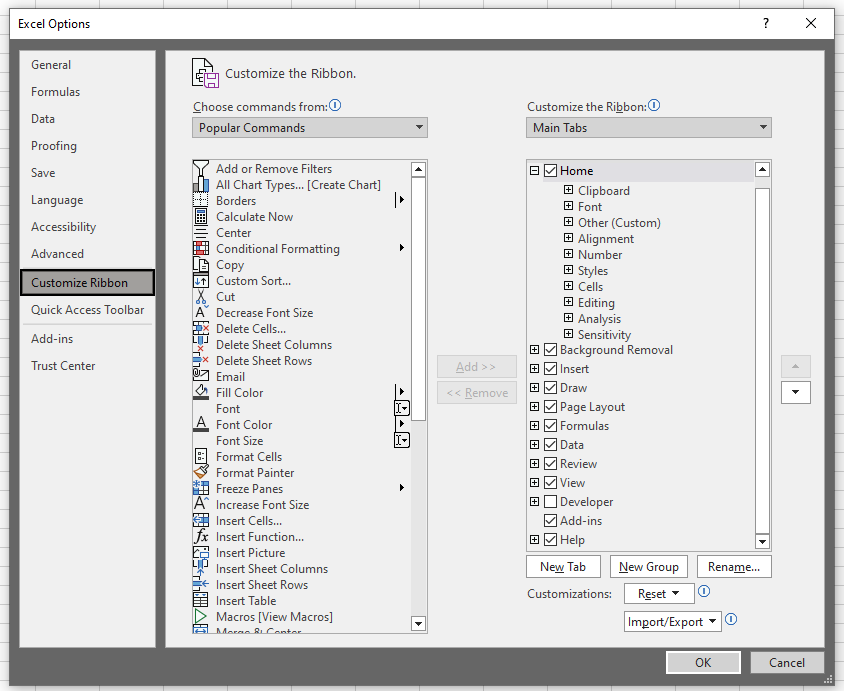 Excel Options
?
General
Formulas
Data
Proofing
Save
Language
Accessibility
Advanced
Customize Ribbon
Quick Access Toolbar
Add-ins
Trust Center
Customize the Ribbon.
Choose commands from:
Popular Commands
Add or Remove Filters
All Chart Types... [Create Chart]
Borders
Calculate Now
Center
Conditional Formatting
Copy
Custom Sort...
Cut
Decrease Font Size
Delete Cells...
Delete Sheet Columns
Delete Sheet Rows
Email
Fill Color
Font
Font Color
Font Size
Format Cells
Format Painter
Freeze Panes
Increase Font Size
Insert Cells...
Insert Function...
Insert Picture
Insert Sheet Columns
Insert Sheet Rows
Insert Table
Macros [View Macros]
Merge & Center
Add >>
<< Remove
Customize the Ribbon:
Main Tabs
Home
Clipboard
Font
Other (Custom)
Alignment
Number
Styles
Cells
Editing
Analysis
Sensitivity
Background Removal
Insert
Draw
Page Layout
Formulas
Data
Review
View
Developer
Add-ins
Help
New Tab New Group Rename...
Customizations: Reset
Import/Export
OK Cancel